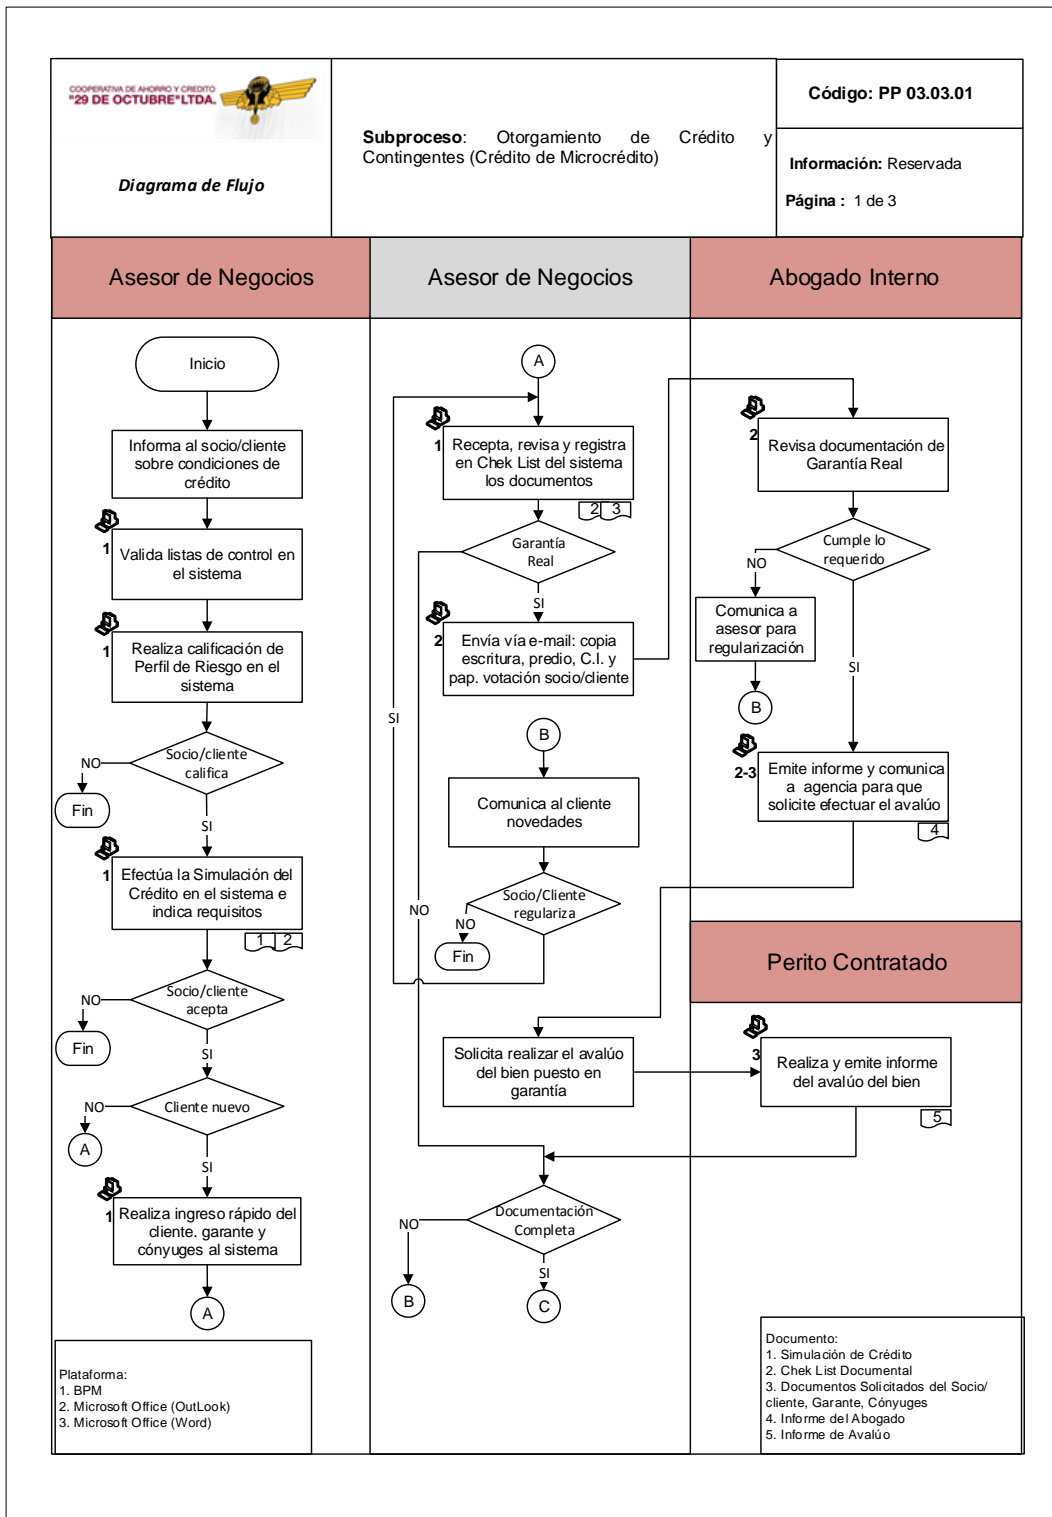 COOPERATIVA DE AHORRO Y CREDITO
"29 DE OCTUBRE" LTDA.
Diagrama de Flujo
Subproceso: Otorgamiento de Crédito y
Contingentes (Crédito de Microcrédito)
Código: PP 03.03.01
Información: Reservada
Página : 1 de 3
Asesor de Negocios
Asesor de Negocios
Abogado Interno
Inicio
Informa al socio/cliente
sobre condiciones de
crédito
1
Valida listas de control en
el sistema
1
Realiza calificación de
Perfil de Riesgo en el
sistema
Socio/cliente
califica
NO
Fin
SI
1
Efectúa la Simulación del
Crédito en el sistema e
indica requisitos
1 2
Socio/cliente
acepta
NO
Fin
SI
Cliente nuevo
NO
A
SI
1
Realiza ingreso rápido del
cliente. garante y
cónyuges al sistema
A
A
1
Recepta, revisa y registra
en Chek List del sistema
los documentos
2 3
Garantía
Real
SI
2
Envía vía e-mail: copia
escritura, predio, C.I. y
pap. votación socio/cliente
SI
B
Comunica al cliente
novedades
NO
Socio/Cliente
regulariza
NO
Fin
Solicita realizar el avalúo
del bien puesto en
garantía
Documentación
Completa
NO
B
SI
C
2
Revisa documentación de
Garantía Real
Cumple lo
requerido
NO
Comunica a
asesor para
regularización
B
SI
2-3
Emite informe y comunica
a agencia para que
solicite efectuar el avalúo
4
Perito Contratado
3
Realiza y emite informe
del avalúo del bien
5
Plataforma:
1. BPM
2. Microsoft Office (OutLook)
3. Microsoft Office (Word)
Documento:
1. Simulación de Crédito
2. Chek List Documental
3. Documentos Solicitados del Socio/
cliente, Garante, Cónyuges
4. Informe del Abogado
5. Informe de Avalúo